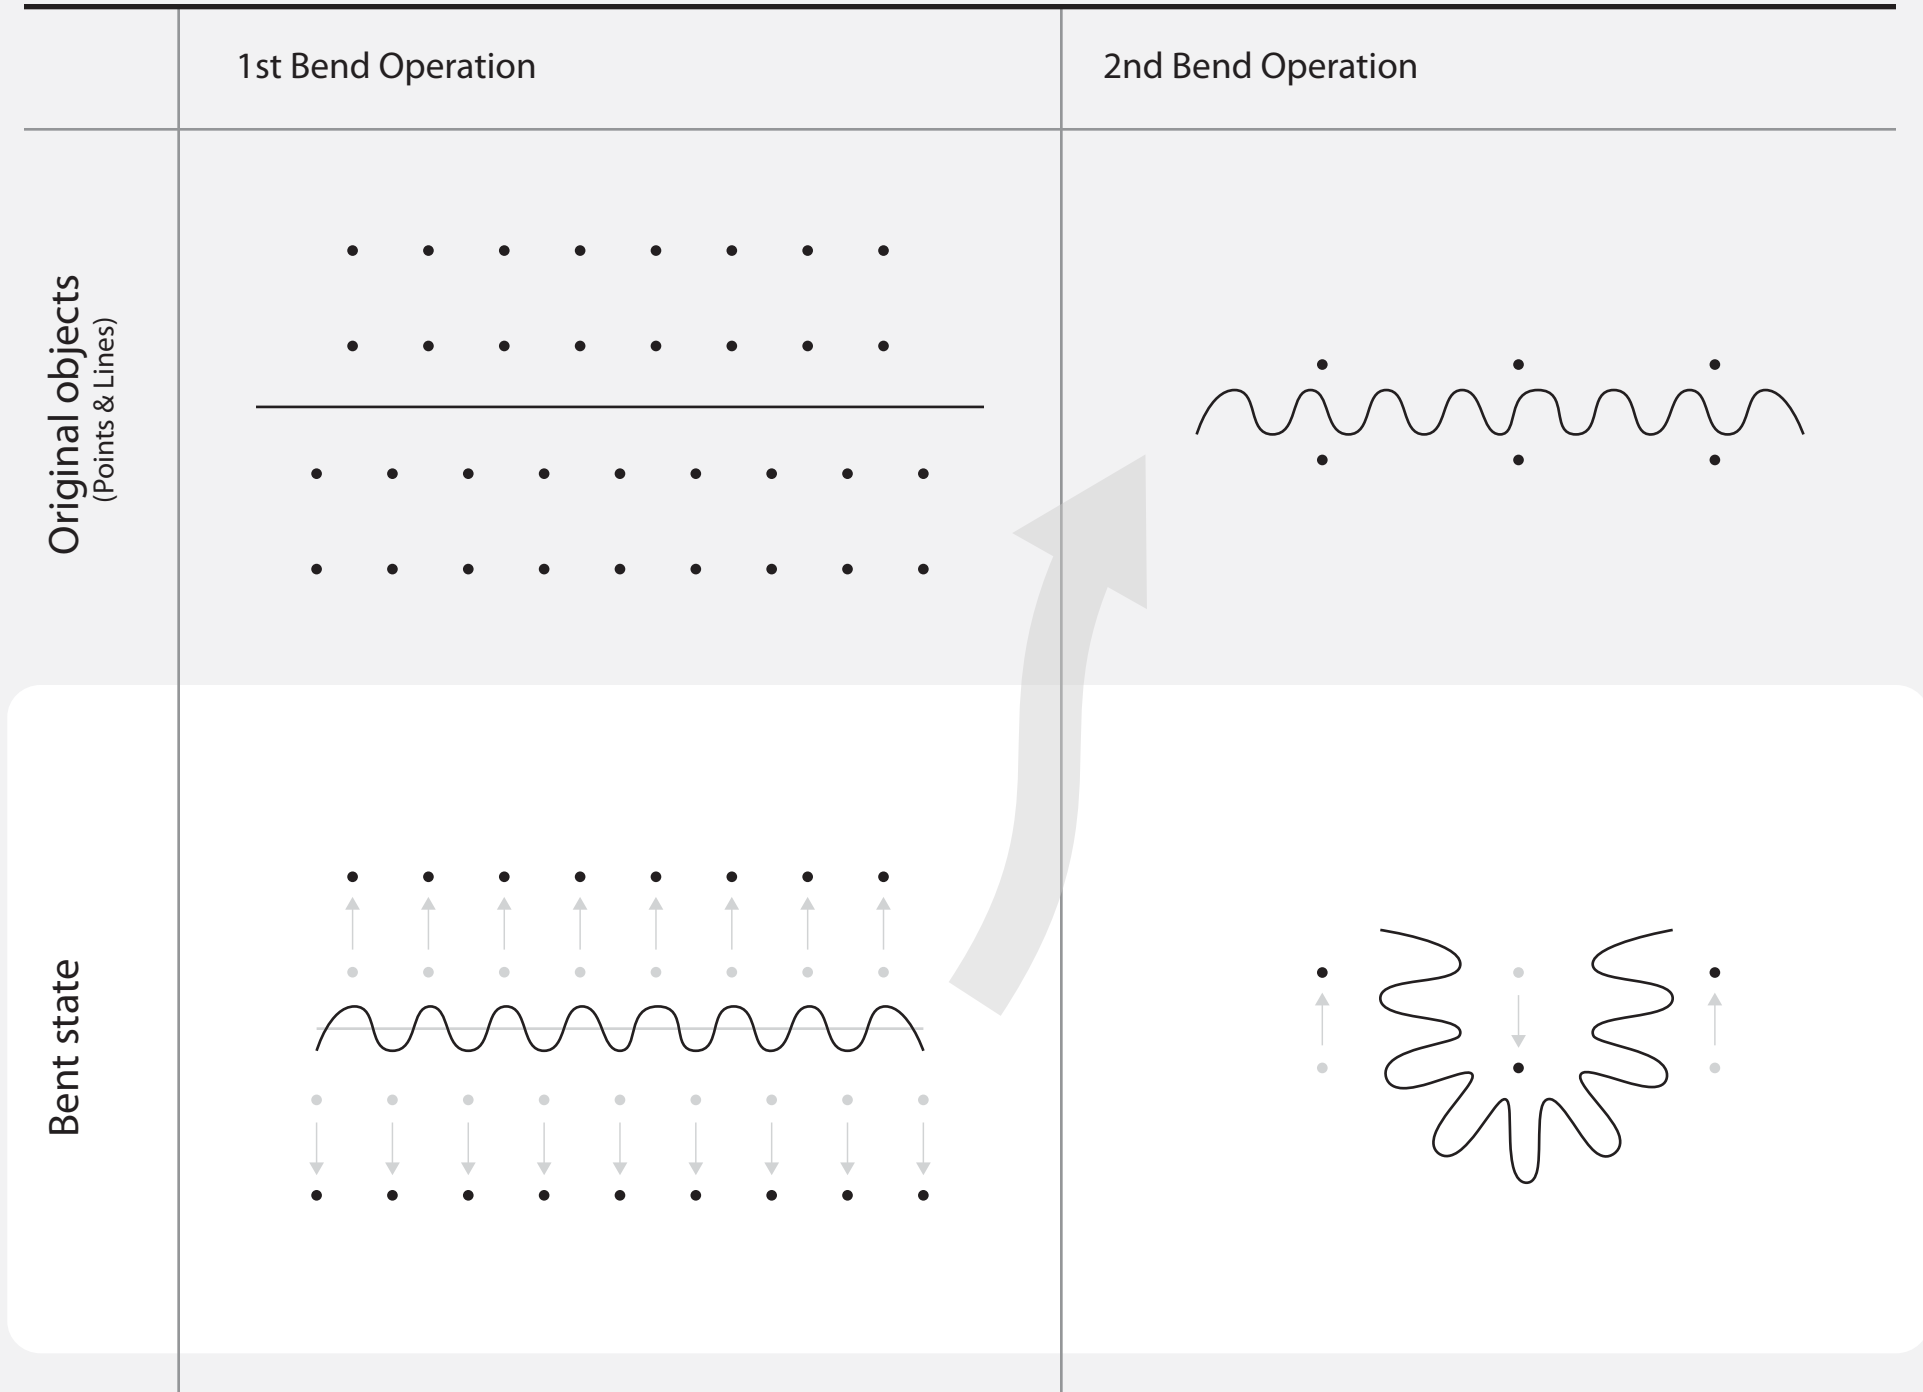 1st Bend Operation
2nd Bend Operation
Original objects
(Points & Lines)
Bent state